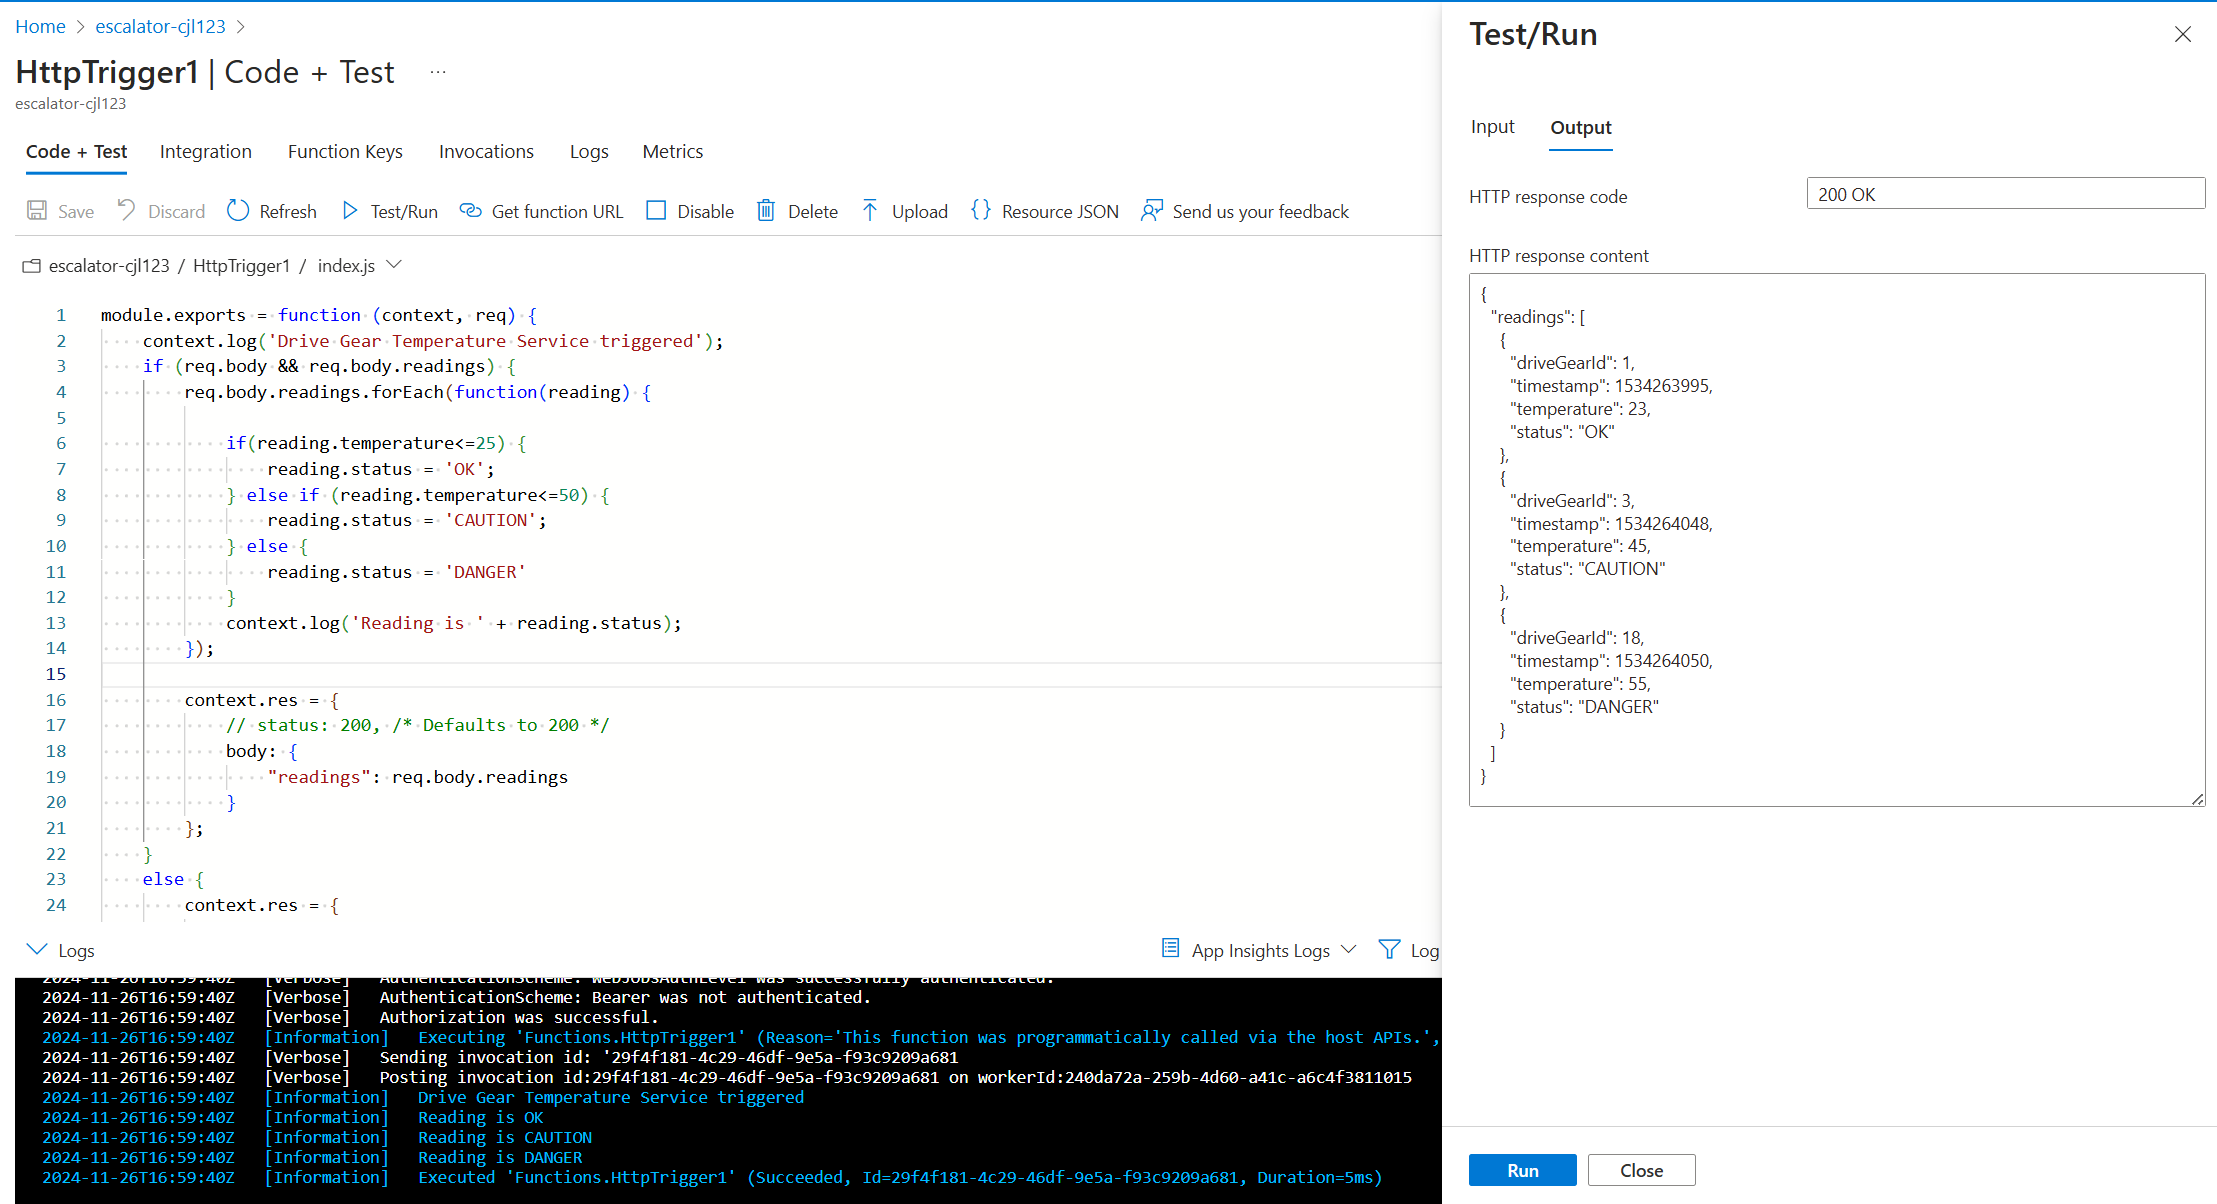 Home > escalator-cjl123 >
HttpTrigger1 | Code + Test ...
escalator-cjl123
Code + Test Integration Function Keys Invocations Logs Metrics
Save Discard Refresh Test/Run Get function URL Disable Delete Upload Resource JSON Send us your feedback
escalator-cjl123 / HttpTrigger1 / index.js
1 module.exports = function (context, req) {
2 context.log('Drive Gear Temperature Service triggered');
3 if (req.body && req.body.readings) {
4 req.body.readings.forEach(function(reading) {
5
6 if(reading.temperature<=25) {
7 reading.status = 'OK';
8 } else if (reading.temperature<=50) {
9 reading.status = 'CAUTION';
10 } else {
11 reading.status = 'DANGER'
12 }
13 context.log('Reading is ' + reading.status);
14 });
15
16 context.res = {
17 // status: 200, /* Defaults to 200 */
18 body: {
19 "readings": req.body.readings
20 }
21 };
22 }
23 else {
24 context.res = {
Logs App Insights Logs Log
2024-11-26T16:59:40Z [Verbose] AuthenticationScheme: WebJobsAuthLevel was successfully authenticated.
2024-11-26T16:59:40Z [Verbose] AuthenticationScheme: Bearer was not authenticated.
2024-11-26T16:59:40Z [Verbose] Authorization was successful.
2024-11-26T16:59:40Z [Information] Executing 'Functions.HttpTrigger1' (Reason='This function was programmatically called via the host APIs.',
2024-11-26T16:59:40Z [Verbose] Sending invocation id: '29f4f181-4c29-46df-9e5a-f93c9209a681
2024-11-26T16:59:40Z [Verbose] Posting invocation id:29f4f181-4c29-46df-9e5a-f93c9209a681 on workerId:240da72a-259b-4d60-a41c-a6c4f3811015
2024-11-26T16:59:40Z [Information] Drive Gear Temperature Service triggered
2024-11-26T16:59:40Z [Information] Reading is OK
2024-11-26T16:59:40Z [Information] Reading is CAUTION
2024-11-26T16:59:40Z [Information] Reading is DANGER
2024-11-26T16:59:40Z [Information] Executed 'Functions.HttpTrigger1' (Succeeded, Id=29f4f181-4c29-46df-9e5a-f93c9209a681, Duration=5ms)
Test/Run
Input Output
HTTP response code 200 OK
HTTP response content
{
"readings": [
{
"driveGearId": 1,
"timestamp": 1534263995,
"temperature": 23,
"status": "OK"
},
{
"driveGearId": 3,
"timestamp": 1534264048,
"temperature": 45,
"status": "CAUTION"
},
{
"driveGearId": 18,
"timestamp": 1534264050,
"temperature": 55,
"status": "DANGER"
}
]
}
Run Close